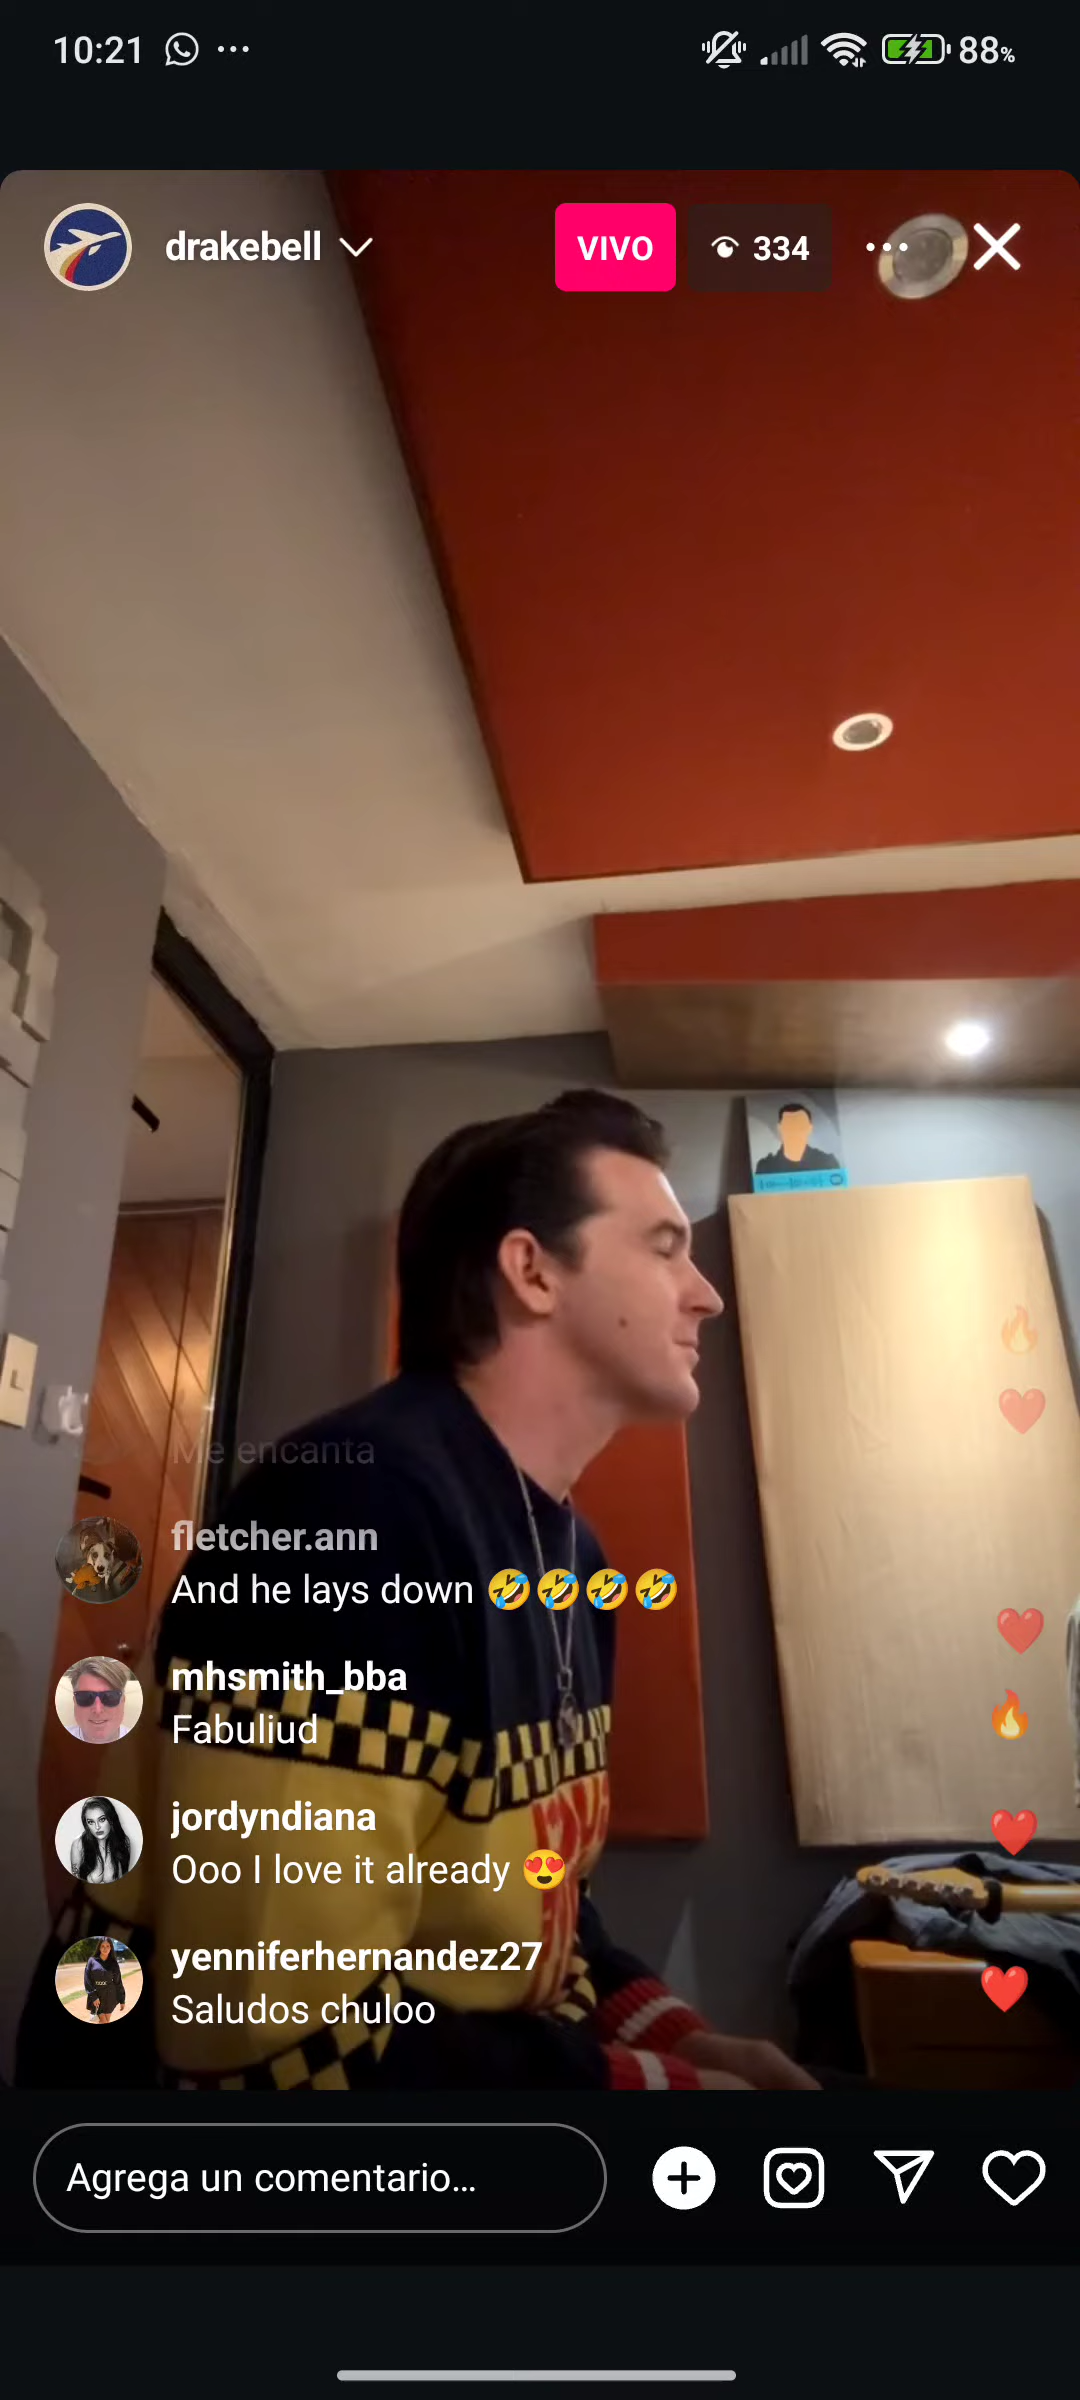 10:21
88%
drakebell
VIVO
334
Me encanta
fletcher.ann
And he lays down 🤣🤣🤣🤣
mhsmith_bba
Fabuliud
jordyndiana
Ooo I love it already 😍
yenniferhernandez27
Saludos chuloo
Agrega un comentario...